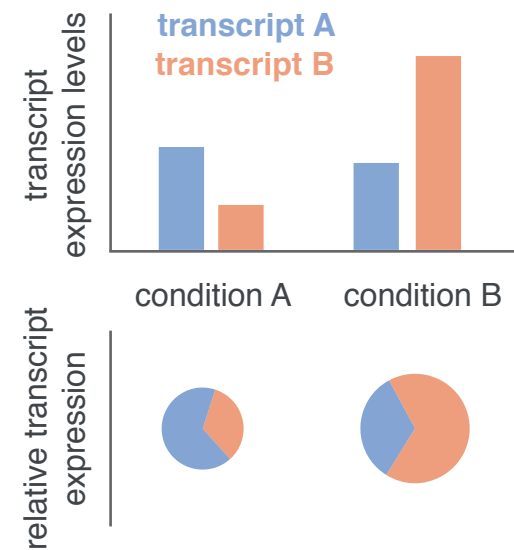 transcript A
transcript B
transcript
expression levels
condition A
condition B
relative transcript
expression